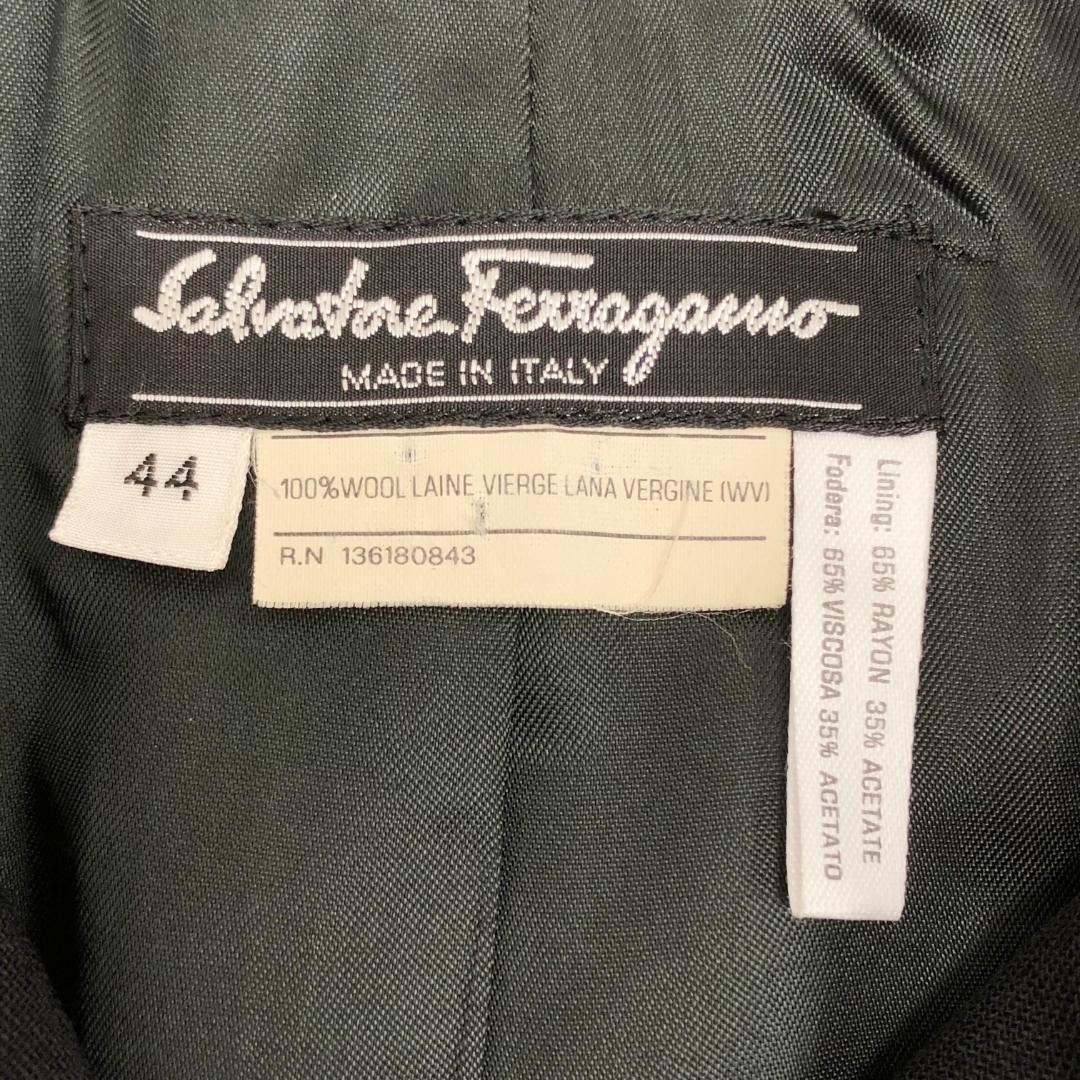 Salvatore Ferragamo
MADE IN ITALY
44
100%WOOL LAINE VIERGE LANA VERGINE (WV)
R.N 136180843
Lining: 65% RAYON 35% ACETATE
Fodera: 65%VISCOSA 35% ACETATO